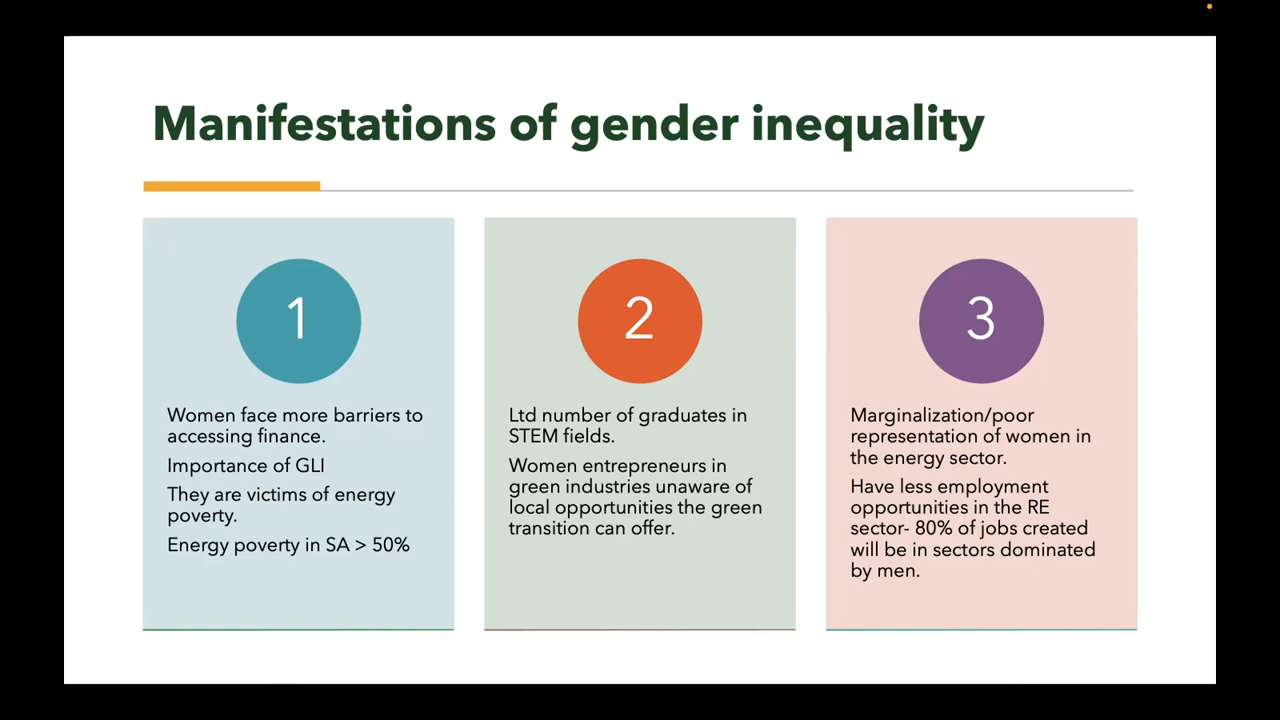 Manifestations of gender inequality
1
Women face more barriers to
accessing finance.
Importance of GLI
They are victims of energy
poverty.
Energy poverty in SA > 50%
2
Ltd number of graduates in
STEM fields.
Women entrepreneurs in
green industries unaware of
local opportunities the green
transition can offer.
3
Marginalization/poor
representation of women in
the energy sector.
Have less employment
opportunities in the RE
sector- 80% of jobs created
will be in sectors dominated
by men.